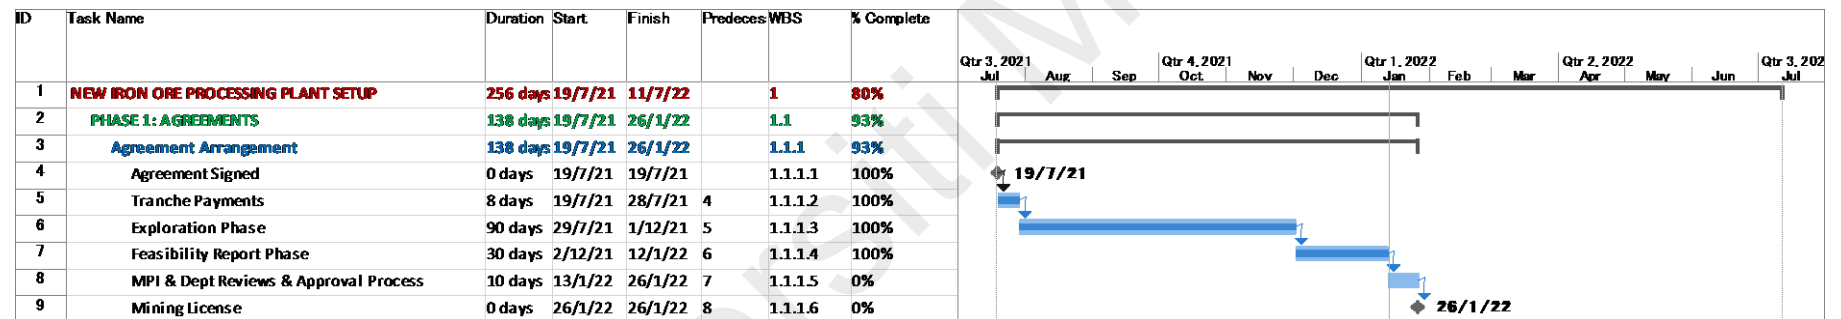 ID Task Name Duration Start Finish Predeces WBS % Complete
Qtr 3, 2021 Qtr 4, 2021 Qtr 1, 2022 Qtr 2, 2022 Qtr 3, 202
Jul Aug Sep Oct Nov Dec Jan Feb Mar Apr May Jun Jul
1 NEW IRON ORE PROCESSING PLANT SETUP 256 days 19/7/21 11/7/22 1 80%
2 PHASE 1: AGREEMENTS 138 days 19/7/21 26/1/22 1.1 93%
3 Agreement Arrangement 138 days 19/7/21 26/1/22 1.1.1 93%
4 Agreement Signed 0 days 19/7/21 19/7/21 1.1.1.1 100% 19/7/21
5 Tranche Payments 8 days 19/7/21 28/7/21 4 1.1.1.2 100%
6 Exploration Phase 90 days 29/7/21 1/12/21 5 1.1.1.3 100%
7 Feasibility Report Phase 30 days 2/12/21 12/1/22 6 1.1.1.4 100%
8 MPI & Dept Reviews & Approval Process 10 days 13/1/22 26/1/22 7 1.1.1.5 0%
9 Mining License 0 days 26/1/22 26/1/22 8 1.1.1.6 0% 26/1/22